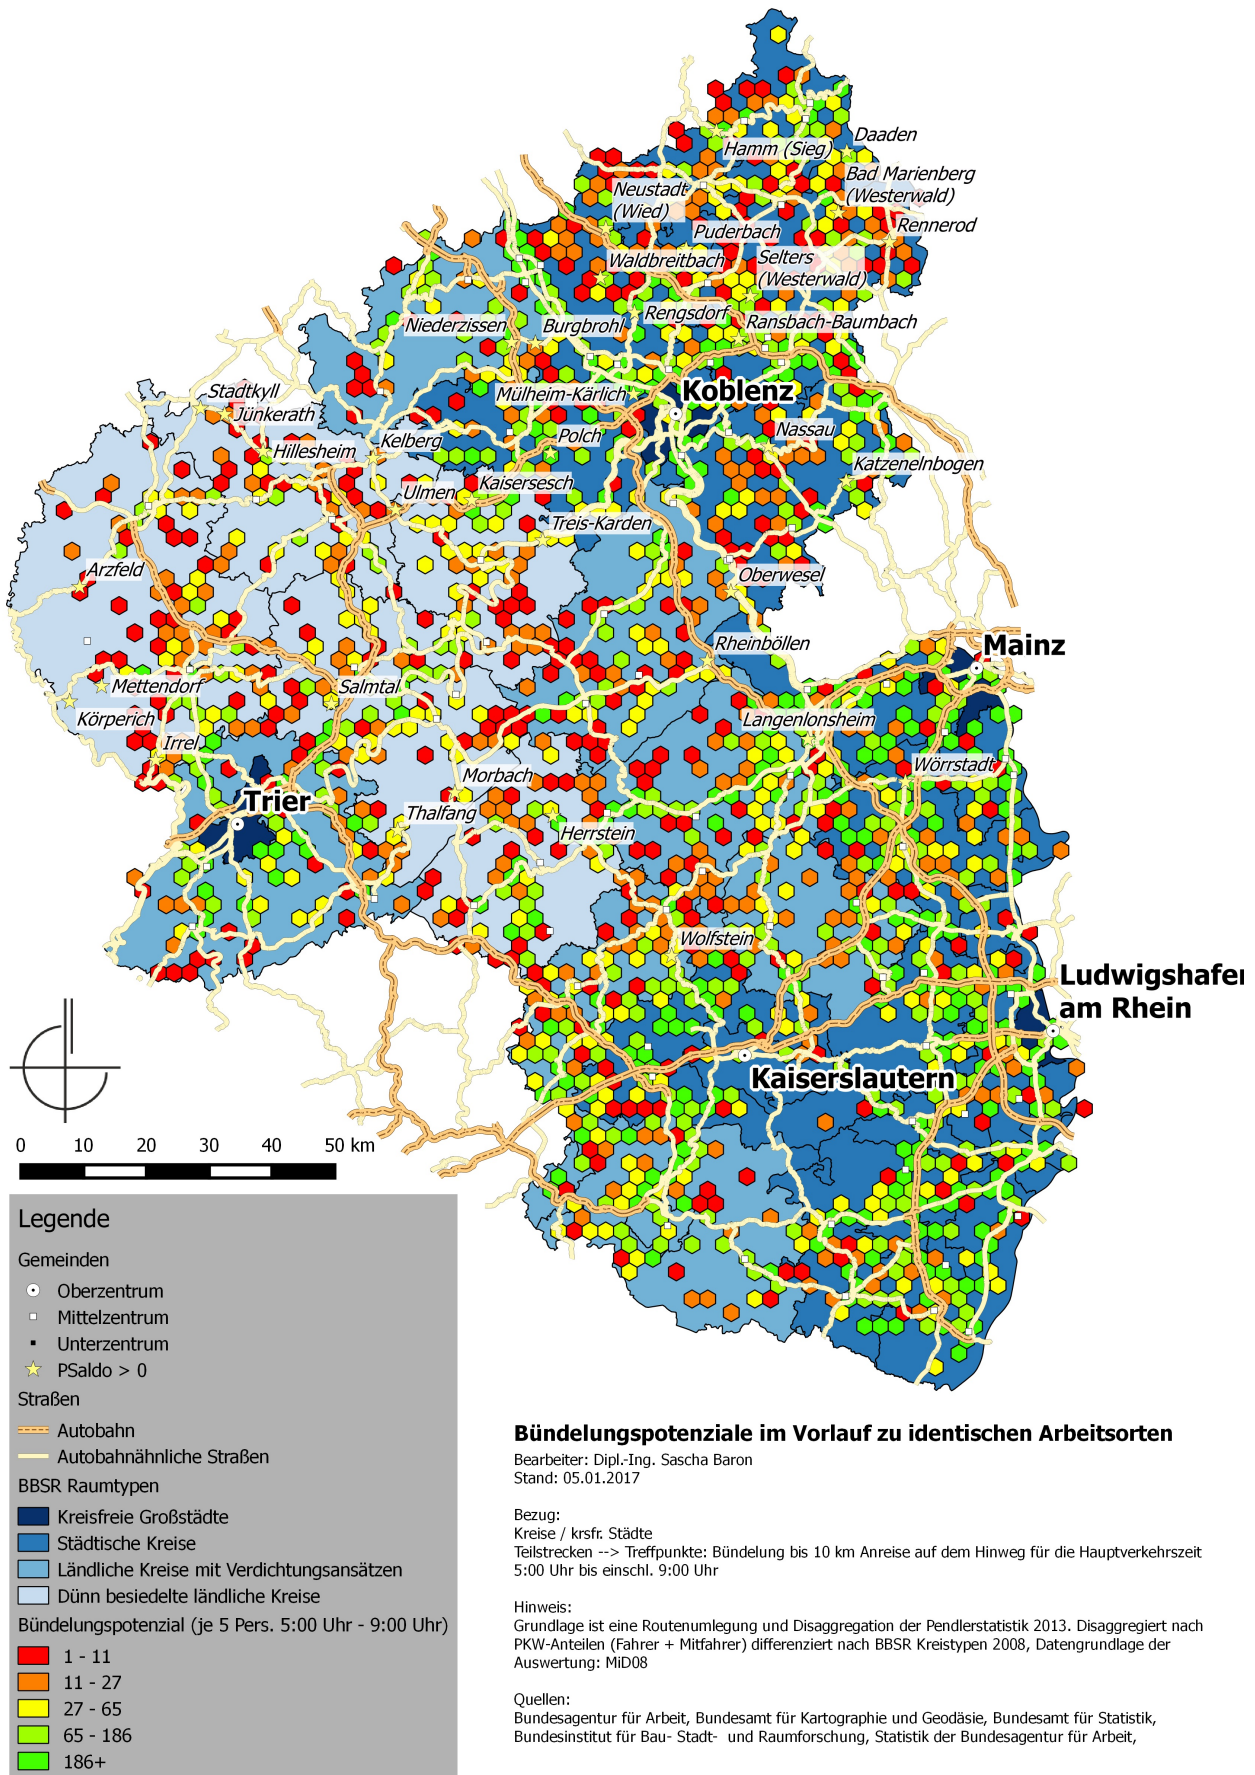 Daaden
Hamm (Sieg)
Bad Marienberg
(Westerwald)
Neustadt
(Wied)
Rennerod
Puderbach
Waldbreitbach
Selters
(Westerwald)
Rengsdorf
Ransbach-Baumbach
Niederzissen
Burgbrohl
Stadtkyll
Jünkerath
Mülheim-Kärlich
Koblenz
Hillesheim
Kelberg
Polch
Nassau
Katzenelnbogen
Ulmen
Kaisersesch
Treis-Karden
Arzfeld
Oberwesel
Rheinböllen
Mainz
Mettendorf
Salmtal
Körperich
Langenlonsheim
Irrel
Morbach
Wörrstadt
Trier
Thalfang
Herrstein
Wolfstein
Ludwigshafe
am Rhein
Kaiserslautern
0 10 20 30 40 50 km
Legende
Gemeinden
Oberzentrum
Mittelzentrum
Unterzentrum
PSaldo > 0
Straßen
Autobahn
Autobahnähnliche Straßen
BBSR Raumtypen
Kreisfreie Großstädte
Städtische Kreise
Ländliche Kreise mit Verdichtungsansätzen
Dünn besiedelte ländliche Kreise
Bündelungspotenzial (je 5 Pers. 5:00 Uhr - 9:00 Uhr)
1 - 11
11 - 27
27 - 65
65 - 186
186+
Bündelungspotenziale im Vorlauf zu identischen Arbeitsorten
Bearbeiter: Dipl.-Ing. Sascha Baron
Stand: 05.01.2017
Bezug:
Kreise / krsfr. Städte
Teilstrecken --> Treffpunkte: Bündelung bis 10 km Anreise auf dem Hinweg für die Hauptverkehrszeit
5:00 Uhr bis einschl. 9:00 Uhr
Hinweis:
Grundlage ist eine Routenumlegung und Disaggregation der Pendlerstatistik 2013. Disaggregiert nach
PKW-Anteilen (Fahrer + Mitfahrer) differenziert nach BBSR Kreistypen 2008, Datengrundlage der
Auswertung: MiD08
Quellen:
Bundesagentur für Arbeit, Bundesamt für Kartographie und Geodäsie, Bundesamt für Statistik,
Bundesinstitut für Bau- Stadt- und Raumforschung, Statistik der Bundesagentur für Arbeit,